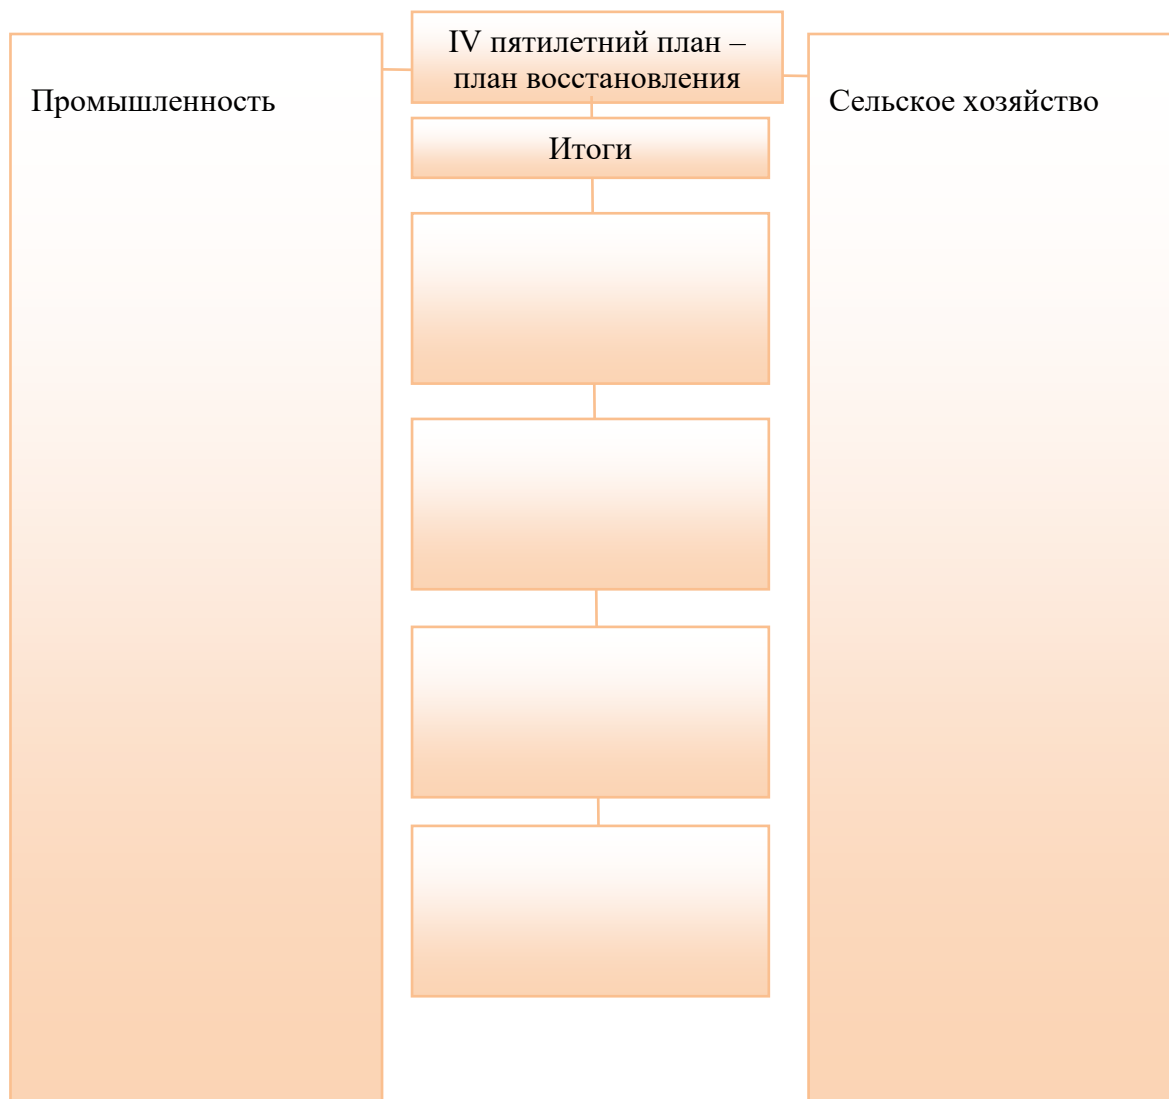 IV пятилетний план –
план восстановления
Промышленность
Сельское хозяйство
Итоги